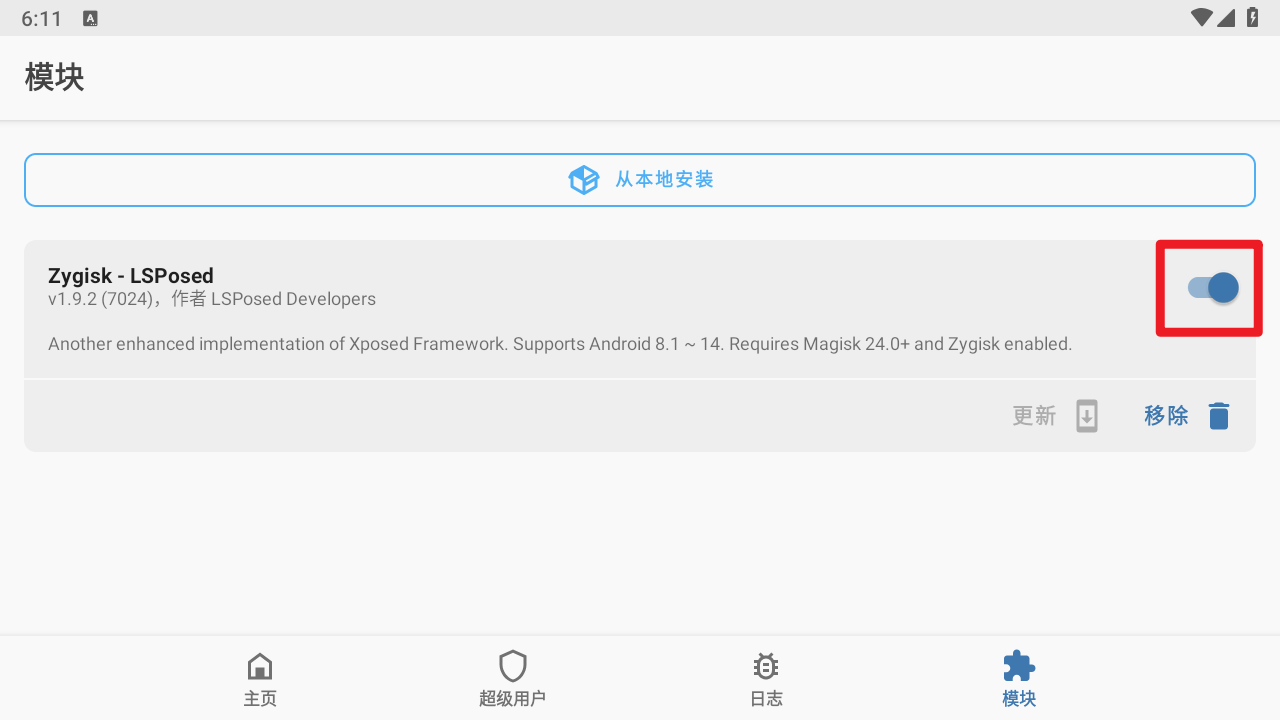 6:11
模块
从本地安装
Zygisk - LSPosed
v1.9.2 (7024)，作者 LSPosed Developers
Another enhanced implementation of Xposed Framework. Supports Android 8.1 ~ 14. Requires Magisk 24.0+ and Zygisk enabled.
更新 移除
主页 超级用户 日志 模块